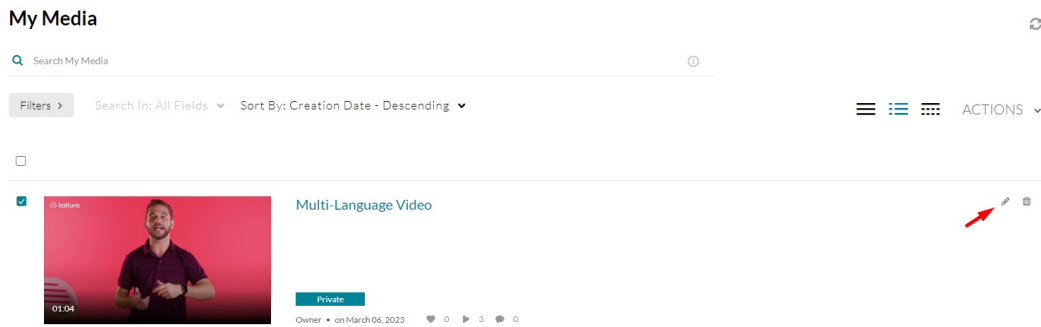 My Media
Search My Media
Filters >
Search In: All Fields
Sort By: Creation Date - Descending
ACTIONS
kaltura
01:04
Multi-Language Video
Private
Owner • on March 06, 2023 0 3 0